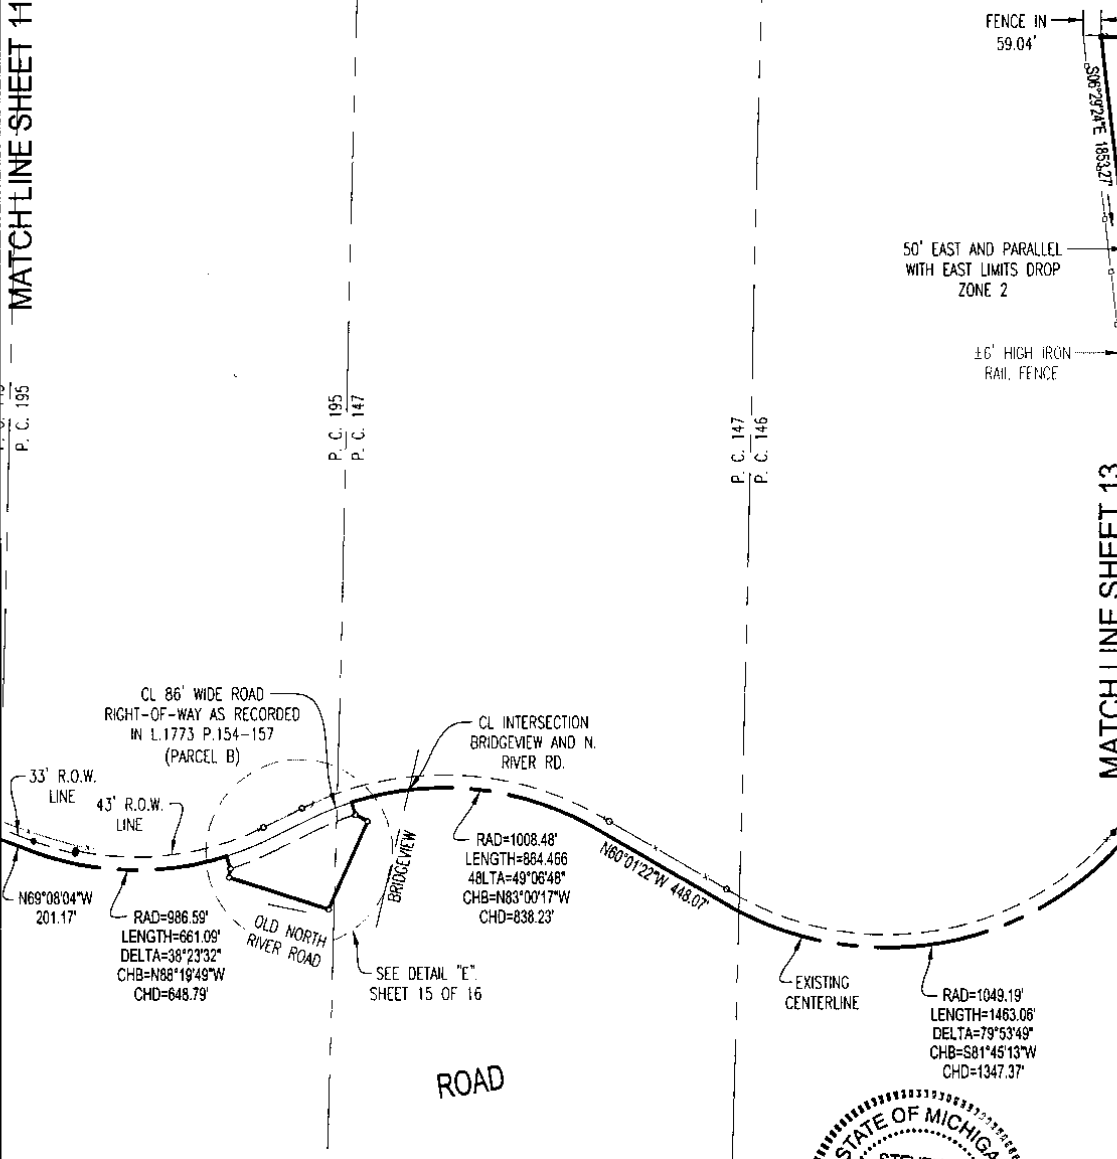 MATCH LINE SHEET 11
P. C. 195
FENCE IN
59.04'
S06°29'24"E 1853.27'
50' EAST AND PARALLEL
WITH EAST LIMITS DROP
ZONE 2
±6' HIGH IRON
RAIL FENCE
P. C. 195
P. C. 147
P. C. 147
P. C. 146
MATCH LINE SHEET 13
CL 86' WIDE ROAD
RIGHT-OF-WAY AS RECORDED
IN L.1773 P.154-157
(PARCEL B)
CL INTERSECTION
BRIDGEVIEW AND N.
RIVER RD.
33' R.O.W.
LINE
43' R.O.W.
LINE
N69°08'04"W
201.17'
RAD=986.59'
LENGTH=661.09'
DELTA=38°23'32"
CHB=N88°19'49"W
CHD=648.79'
OLD NORTH
RIVER ROAD
BRIDGEVIEW
SEE DETAIL "E"
SHEET 15 OF 16
RAD=1008.48'
LENGTH=864.466
48LTA=49°06'48"
CHB=N83°00'17"W
CHD=838.23'
N60°01'22"W 448.07'
EXISTING
CENTERLINE
RAD=1049.19'
LENGTH=1463.06'
DELTA=79°53'49"
CHB=S81°45'13"W
CHD=1347.37'
ROAD
STATE OF MICHIGA